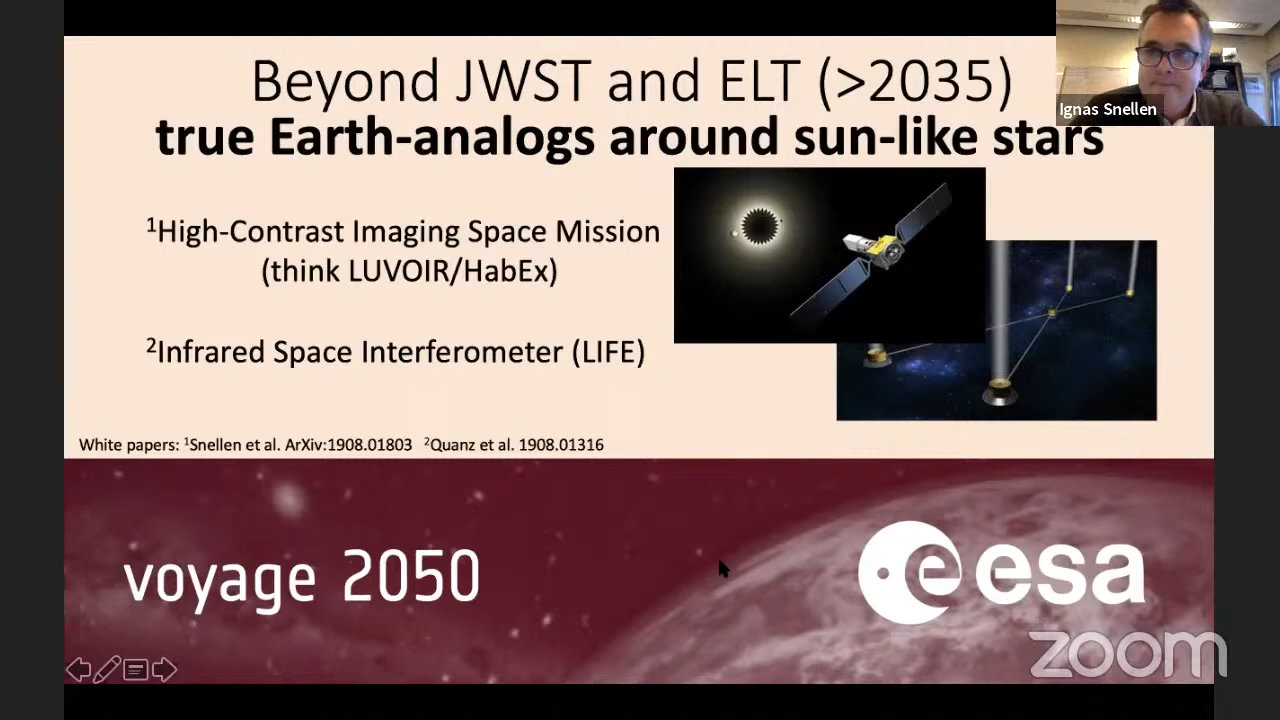 Beyond JWST and ELT (>2035)
true Earth-analogs around sun-like stars
Ignas Snellen
¹High-Contrast Imaging Space Mission
(think LUVOIR/HabEx)
²Infrared Space Interferometer (LIFE)
White papers: ¹Snellen et al. ArXiv:1908.01803 ²Quanz et al. 1908.01316
voyage 2050
esa
zoom